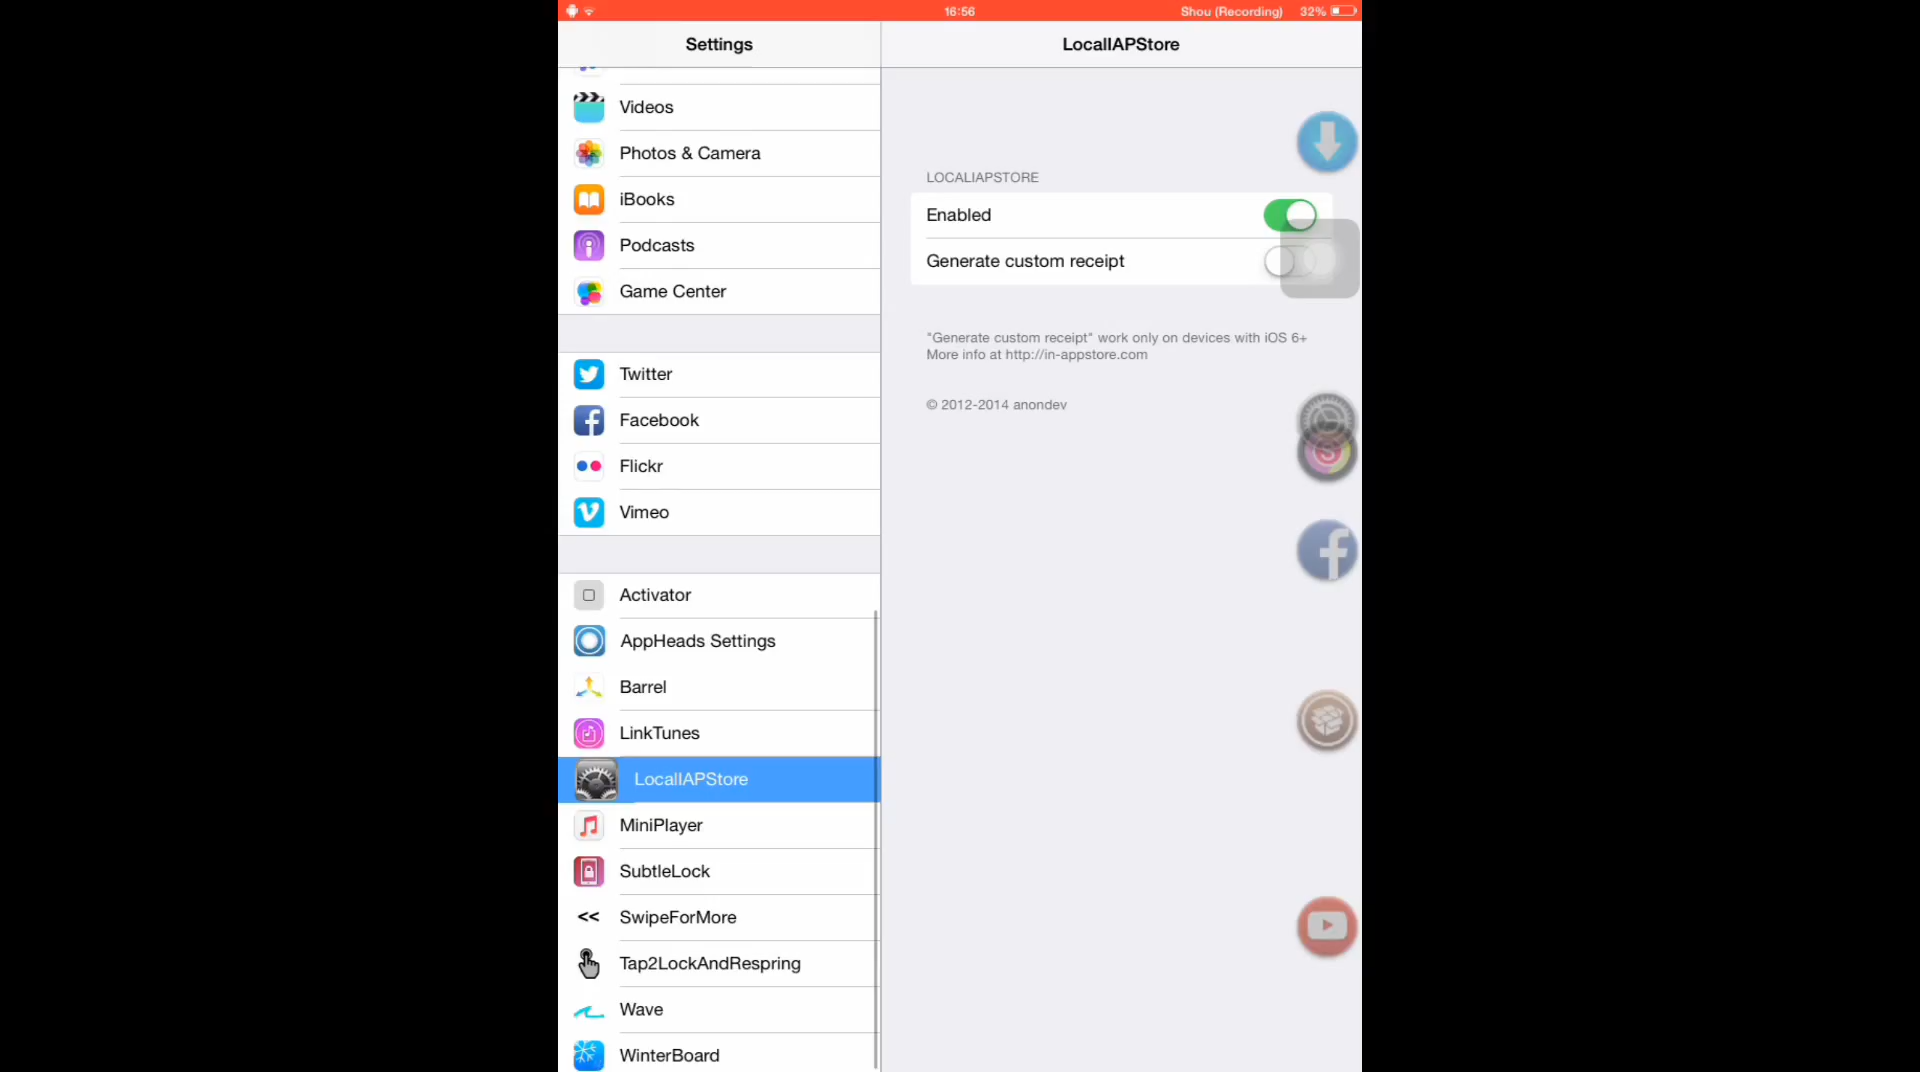 16:56
Shou (Recording) 32%
Settings
LocalIAPStore
Videos
Photos & Camera
iBooks
Podcasts
Game Center
Twitter
Facebook
Flickr
Vimeo
Activator
AppHeads Settings
Barrel
LinkTunes
LocalIAPStore
MiniPlayer
SubtleLock
<< SwipeForMore
Tap2LockAndRespring
Wave
WinterBoard
LOCALIAPSTORE
Enabled
Generate custom receipt
"Generate custom receipt" work only on devices with iOS 6+
More info at http://in-appstore.com
© 2012-2014 anondev